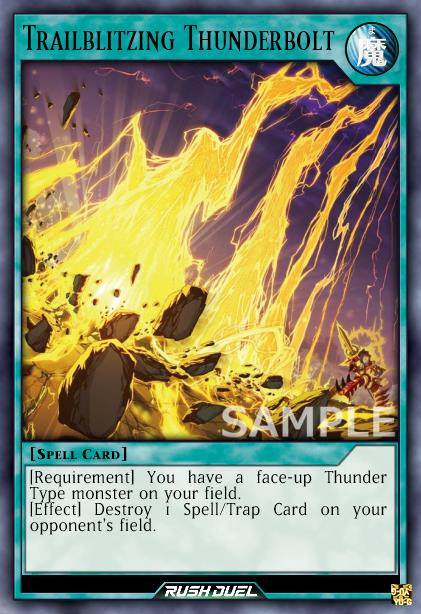 Trailblitzing Thunderbolt
ま
魔
SAMPLE
[Spell Card]
[Requirement] You have a face-up Thunder
Type monster on your field.
[Effect] Destroy 1 Spell/Trap Card on your
opponent's field.
RUSH DUEL